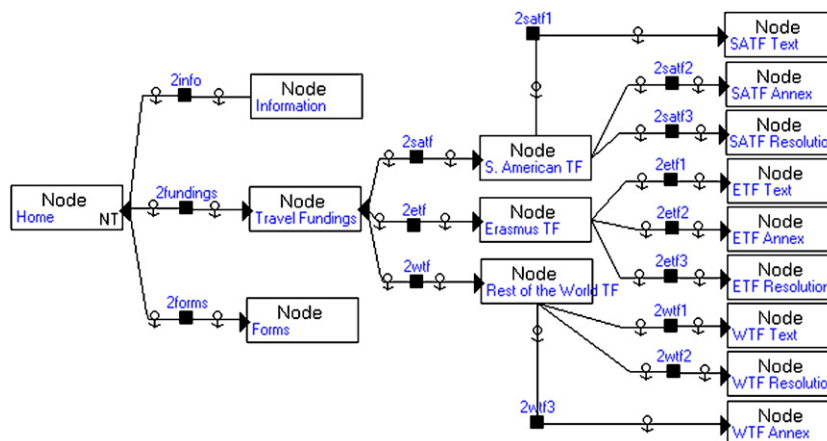 2satf1
Node
SATF Text
2info
Node
Information
2satf2
Node
SATF Annex
2satf
Node
S. American TF
2satf3
Node
SATF Resolution
Node
Home
NT
2fundings
Node
Travel Fundings
2etf
Node
Erasmus TF
2etf1
Node
ETF Text
2etf2
Node
ETF Annex
2etf3
Node
ETF Resolution
2wtf
Node
Rest of the World TF
2forms
Node
Forms
2wtf1
Node
WTF Text
2wtf2
Node
WTF Resolution
2wtf3
Node
WTF Annex